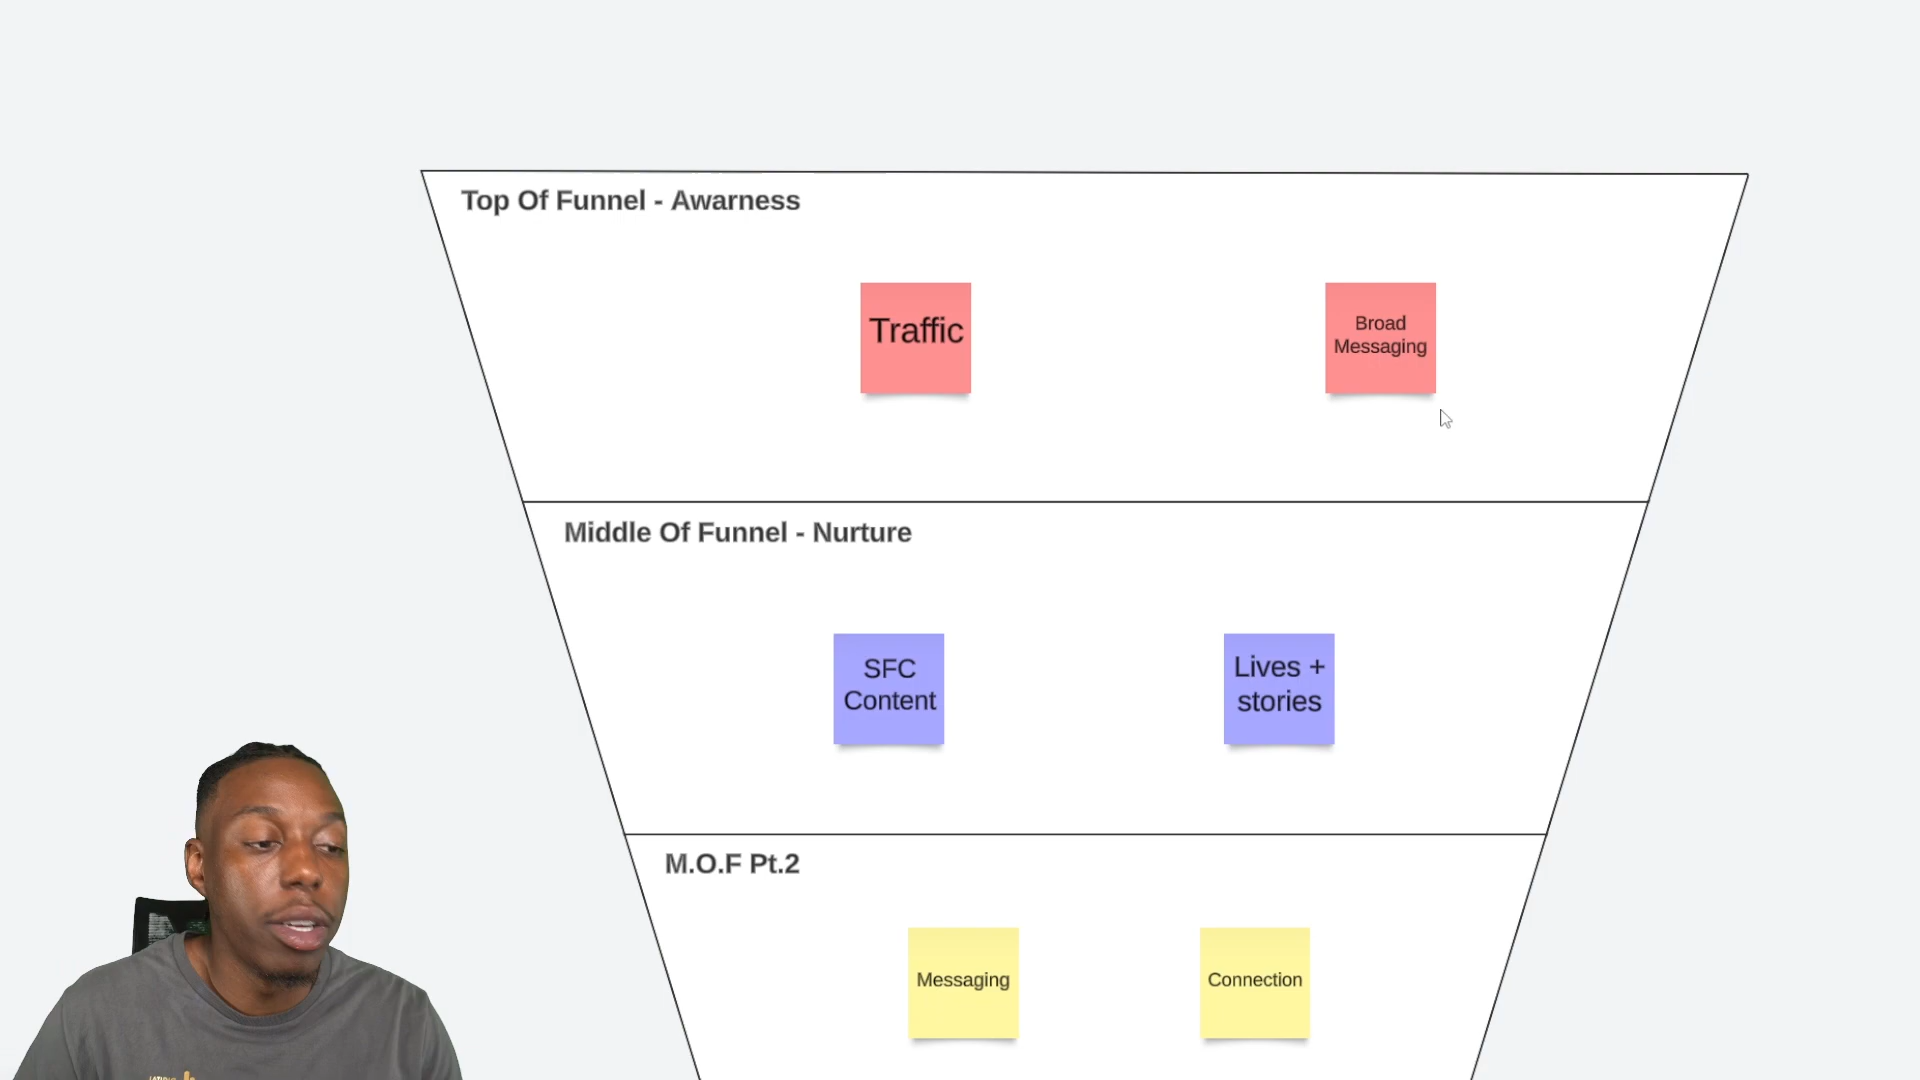 Top Of Funnel - Awarness
Traffic
Broad
Messaging
Middle Of Funnel - Nurture
SFC
Content
Lives +
stories
M.O.F Pt.2
Messaging
Connection